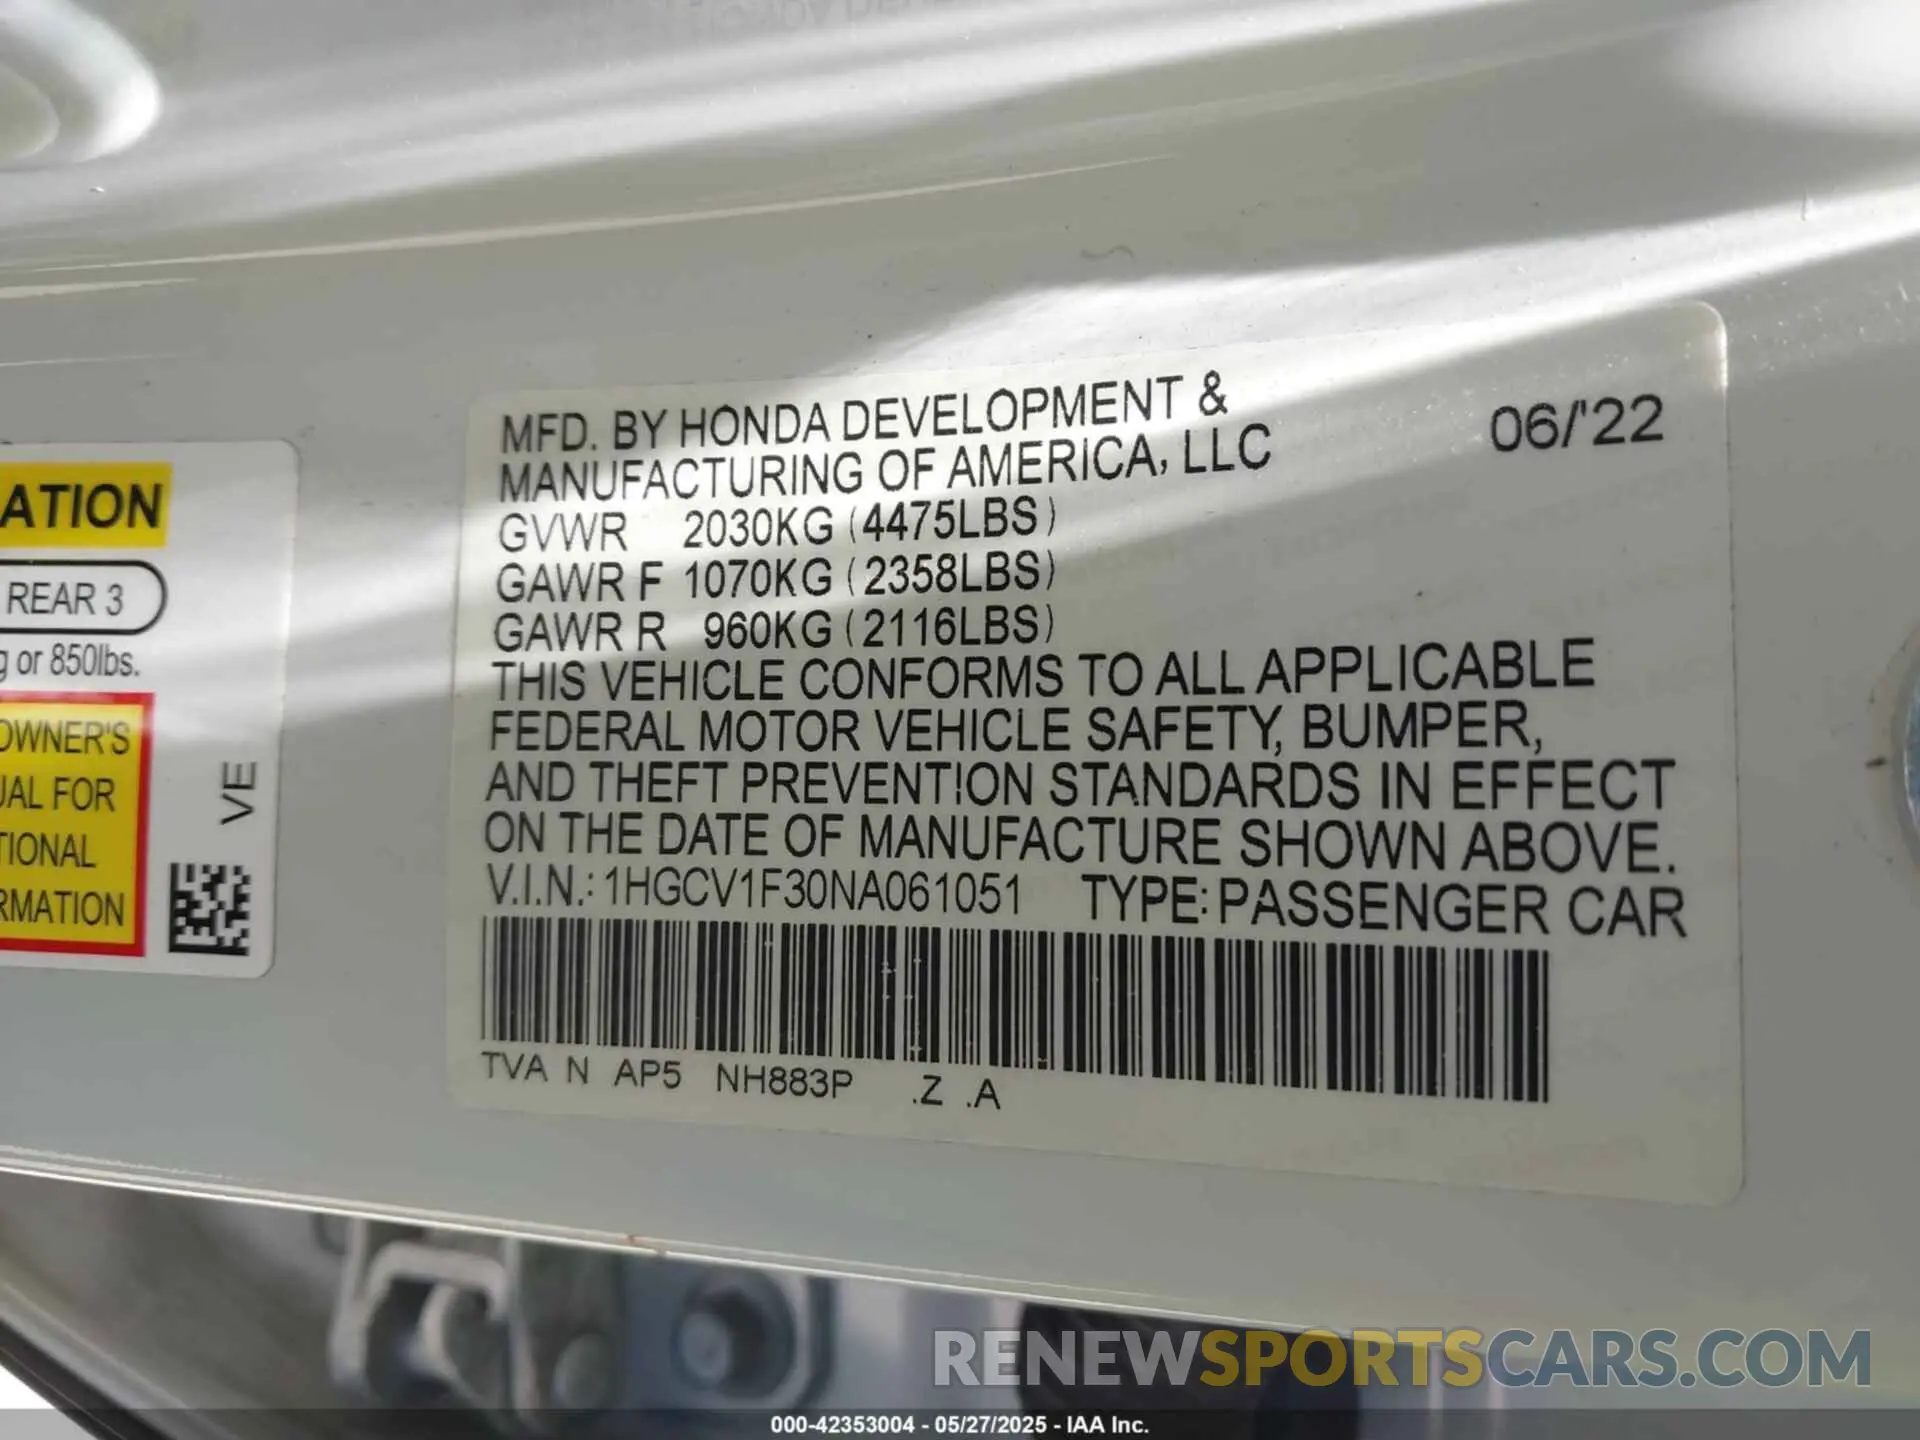 ATION
REAR 3
g or 850lbs.
OWNER'S
UAL FOR
TIONAL
RMATION
VE
MFD. BY HONDA DEVELOPMENT &
MANUFACTURING OF AMERICA, LLC
06/'22
GVWR 2030KG (4475LBS)
GAWR F 1070KG (2358LBS)
GAWR R 960KG (2116LBS)
THIS VEHICLE CONFORMS TO ALL APPLICABLE
FEDERAL MOTOR VEHICLE SAFETY, BUMPER,
AND THEFT PREVENTION STANDARDS IN EFFECT
ON THE DATE OF MANUFACTURE SHOWN ABOVE.
V.I.N.: 1HGCV1F30NA061051 TYPE: PASSENGER CAR
TVA N AP5 NH883P .Z .A
RENEWSPORTSCARS.COM
000-42353004 - 05/27/2025 - IAA Inc.